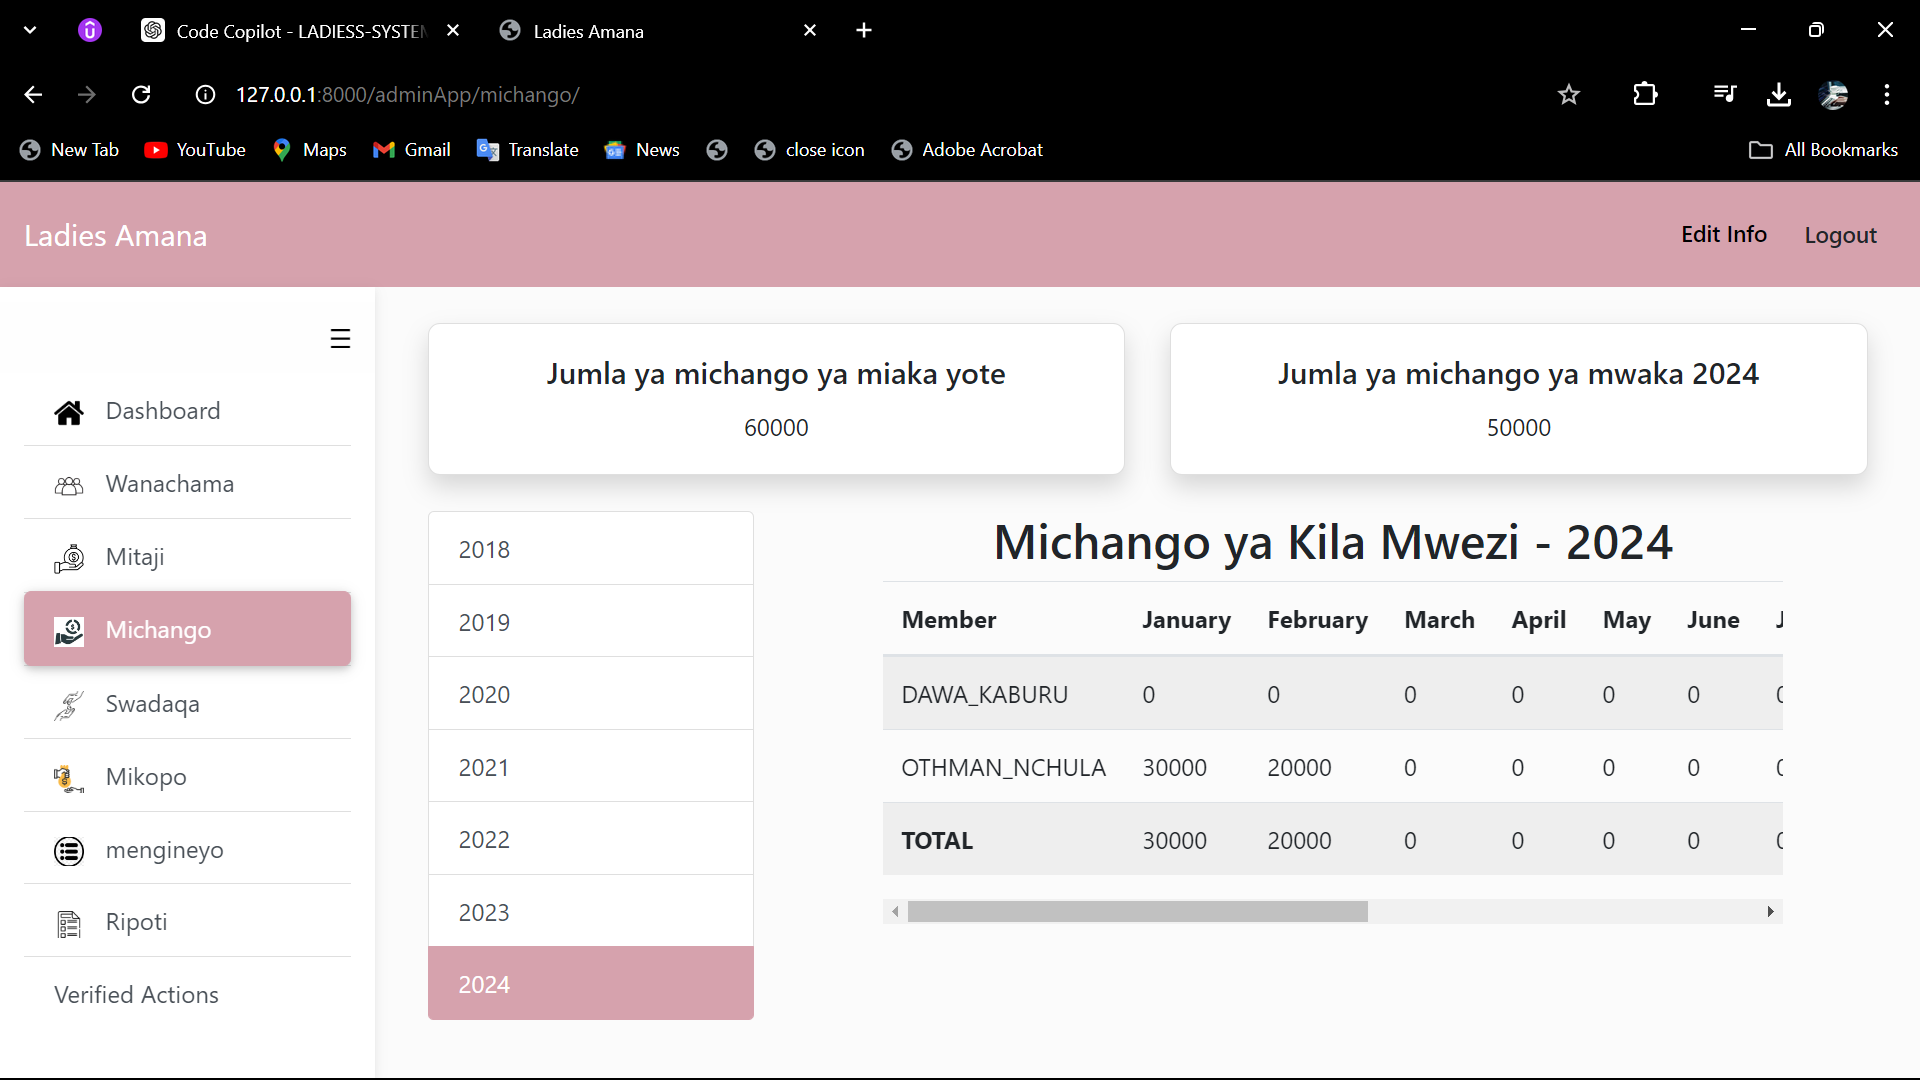 Code Copilot - LADIESS-SYSTEM
Ladies Amana
127.0.0.1:8000/adminApp/michango/
New Tab YouTube Maps Gmail Translate News close icon Adobe Acrobat All Bookmarks
Ladies Amana Edit Info Logout
Dashboard
Wanachama
Mitaji
Michango
Swadaqa
Mikopo
mengineyo
Ripoti
Verified Actions
Jumla ya michango ya miaka yote
60000
Jumla ya michango ya mwaka 2024
50000
2018
2019
2020
2021
2022
2023
2024
Michango ya Kila Mwezi - 2024
Member January February March April May June J
DAWA_KABURU 0 0 0 0 0 0 0
OTHMAN_NCHULA 30000 20000 0 0 0 0 0
TOTAL 30000 20000 0 0 0 0 0